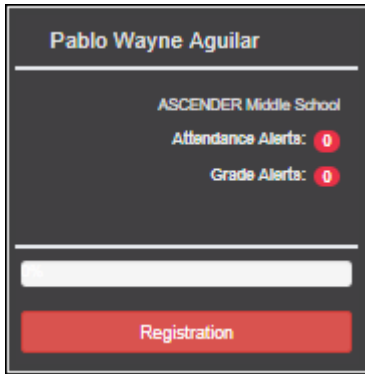 Pablo Wayne Aguilar
ASCENDER Middle School
Attendance Alerts: 0
Grade Alerts: 0
Registration